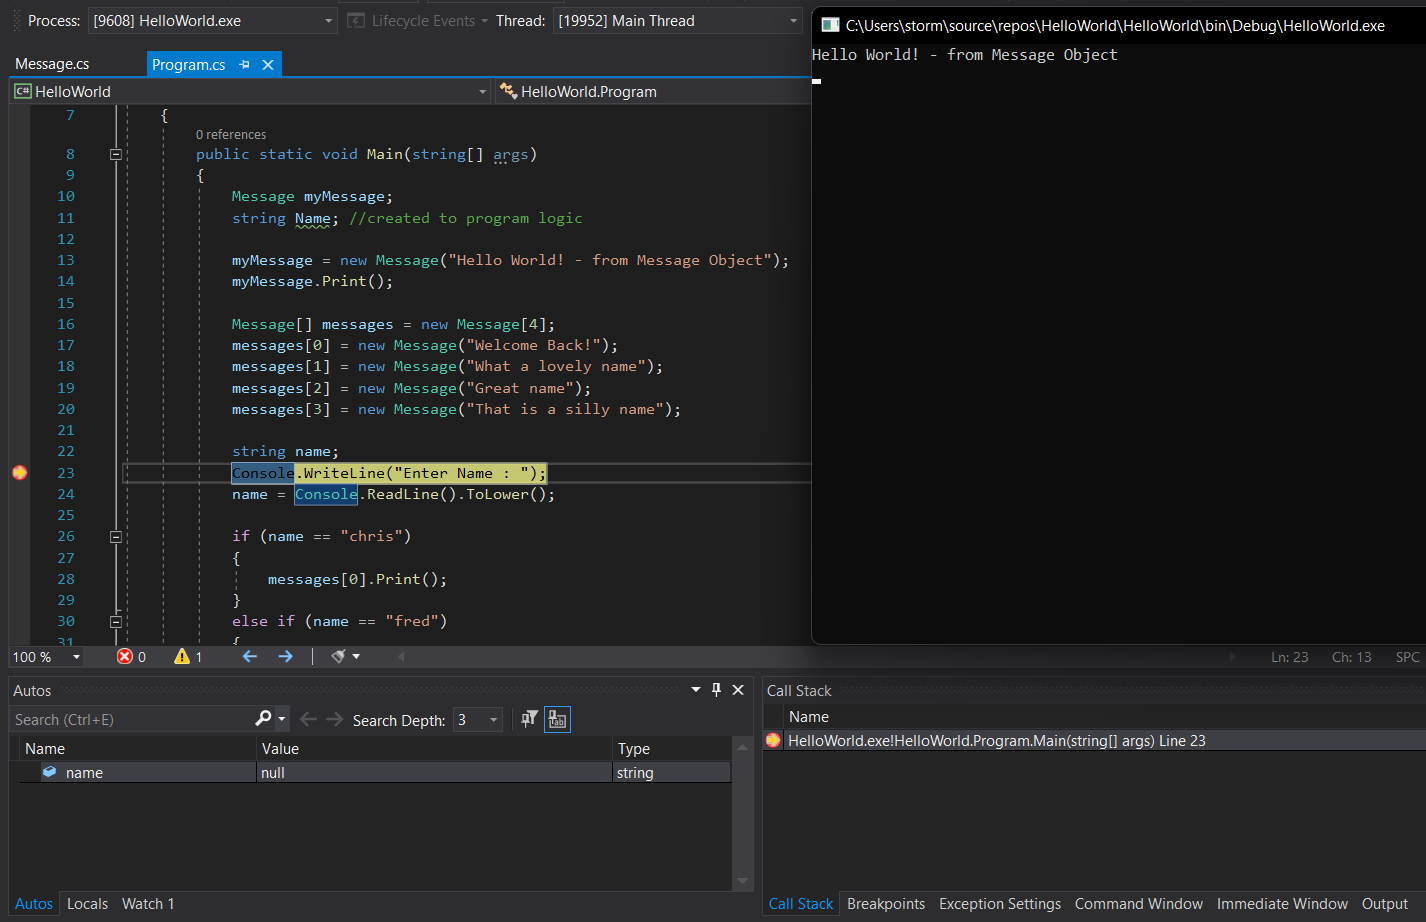 Process: [9608] HelloWorld.exe Lifecycle Events Thread: [19952] Main Thread
C:\Users\storm\source\repos\HelloWorld\HelloWorld\bin\Debug\HelloWorld.exe
Hello World! - from Message Object
Message.cs Program.cs
C# HelloWorld HelloWorld.Program
7 {
0 references
8 public static void Main(string[] args)
9 {
10 Message myMessage;
11 string Name; //created to program logic
12
13 myMessage = new Message("Hello World! - from Message Object");
14 myMessage.Print();
15
16 Message[] messages = new Message[4];
17 messages[0] = new Message("Welcome Back!");
18 messages[1] = new Message("What a lovely name");
19 messages[2] = new Message("Great name");
20 messages[3] = new Message("That is a silly name");
21
22 string name;
23 Console.WriteLine("Enter Name : ");
24 name = Console.ReadLine().ToLower();
25
26 if (name == "chris")
27 {
28 messages[0].Print();
29 }
30 else if (name == "fred")
31 {
100 % 0 1 Ln: 23 Ch: 13 SPC
Autos
Search (Ctrl+E) Search Depth: 3
Name Value Type
name null string
Autos Locals Watch 1
Call Stack
Name
HelloWorld.exe!HelloWorld.Program.Main(string[] args) Line 23
Call Stack Breakpoints Exception Settings Command Window Immediate Window Output